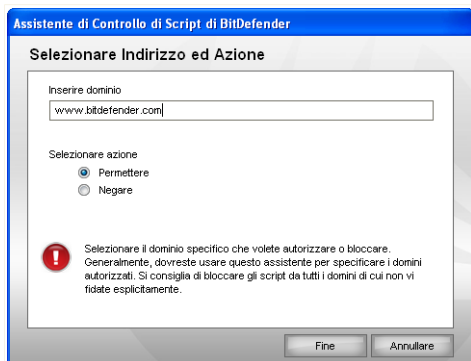 Assistente di Controllo di Script di BitDefender
Selezionare Indirizzo ed Azione
Inserire dominio
www.bitdefender.com
Selezionare azione
Permettere
Negare
Selezionare il dominio specifico che volete autorizzare o bloccare.
Generalmente, dovreste usare questo assistente per specificare i domini
autorizzati. Si consiglia di bloccare gli script da tutti i domini di cui non vi
fidate esplicitamente.
Fine
Annullare